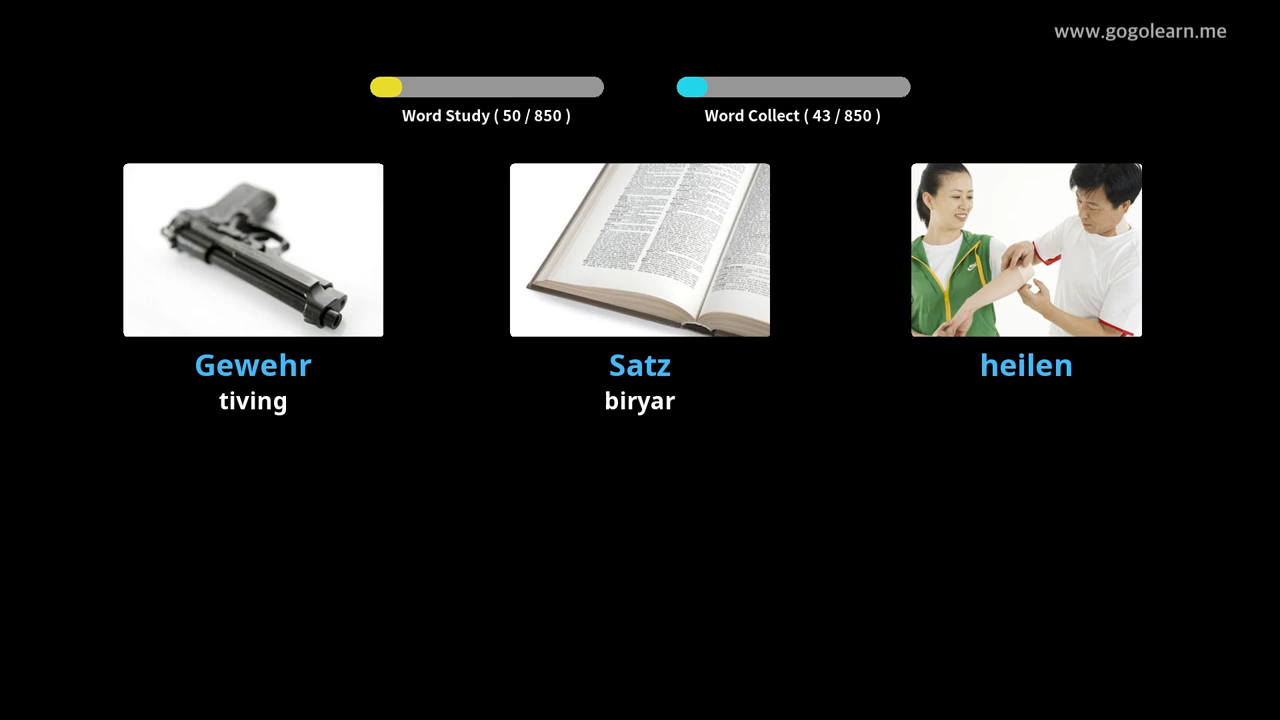 www.gogolearn.me
Word Study ( 50 / 850 )
Word Collect ( 43 / 850 )
Gewehr
tiving
Satz
biryar
heilen